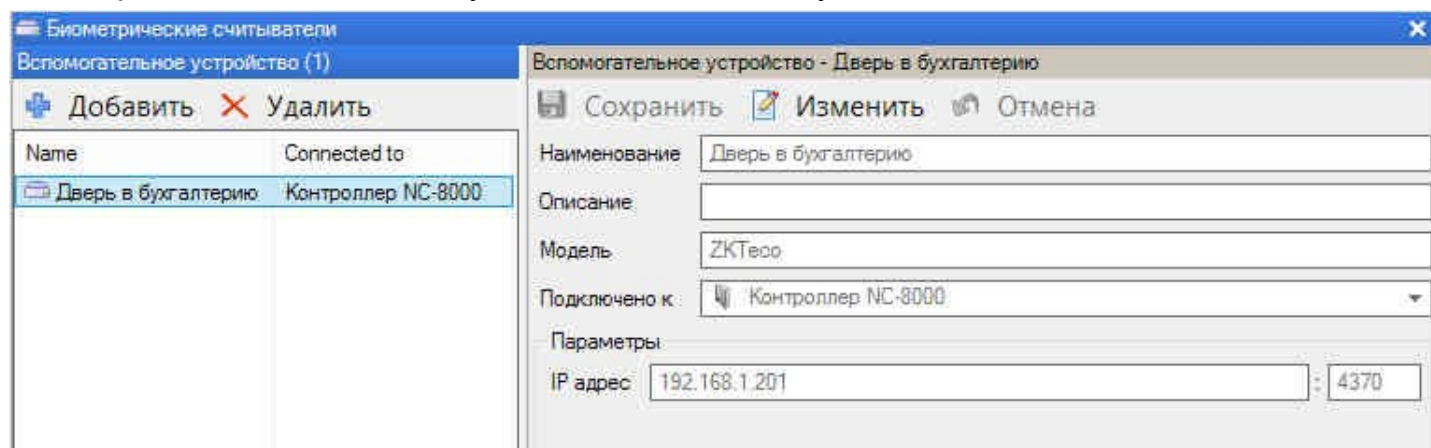 Биометрические считыватели
Вспомогательное устройство (1)
Добавить Удалить
Name Connected to
Дверь в бухгалтерию Контроллер NC-8000
Вспомогательное устройство - Дверь в бухгалтерию
Сохранить Изменить Отмена
Наименование Дверь в бухгалтерию
Описание
Модель ZKTeco
Подключено к Контроллер NC-8000
Параметры
IP адрес 192.168.1.201 : 4370